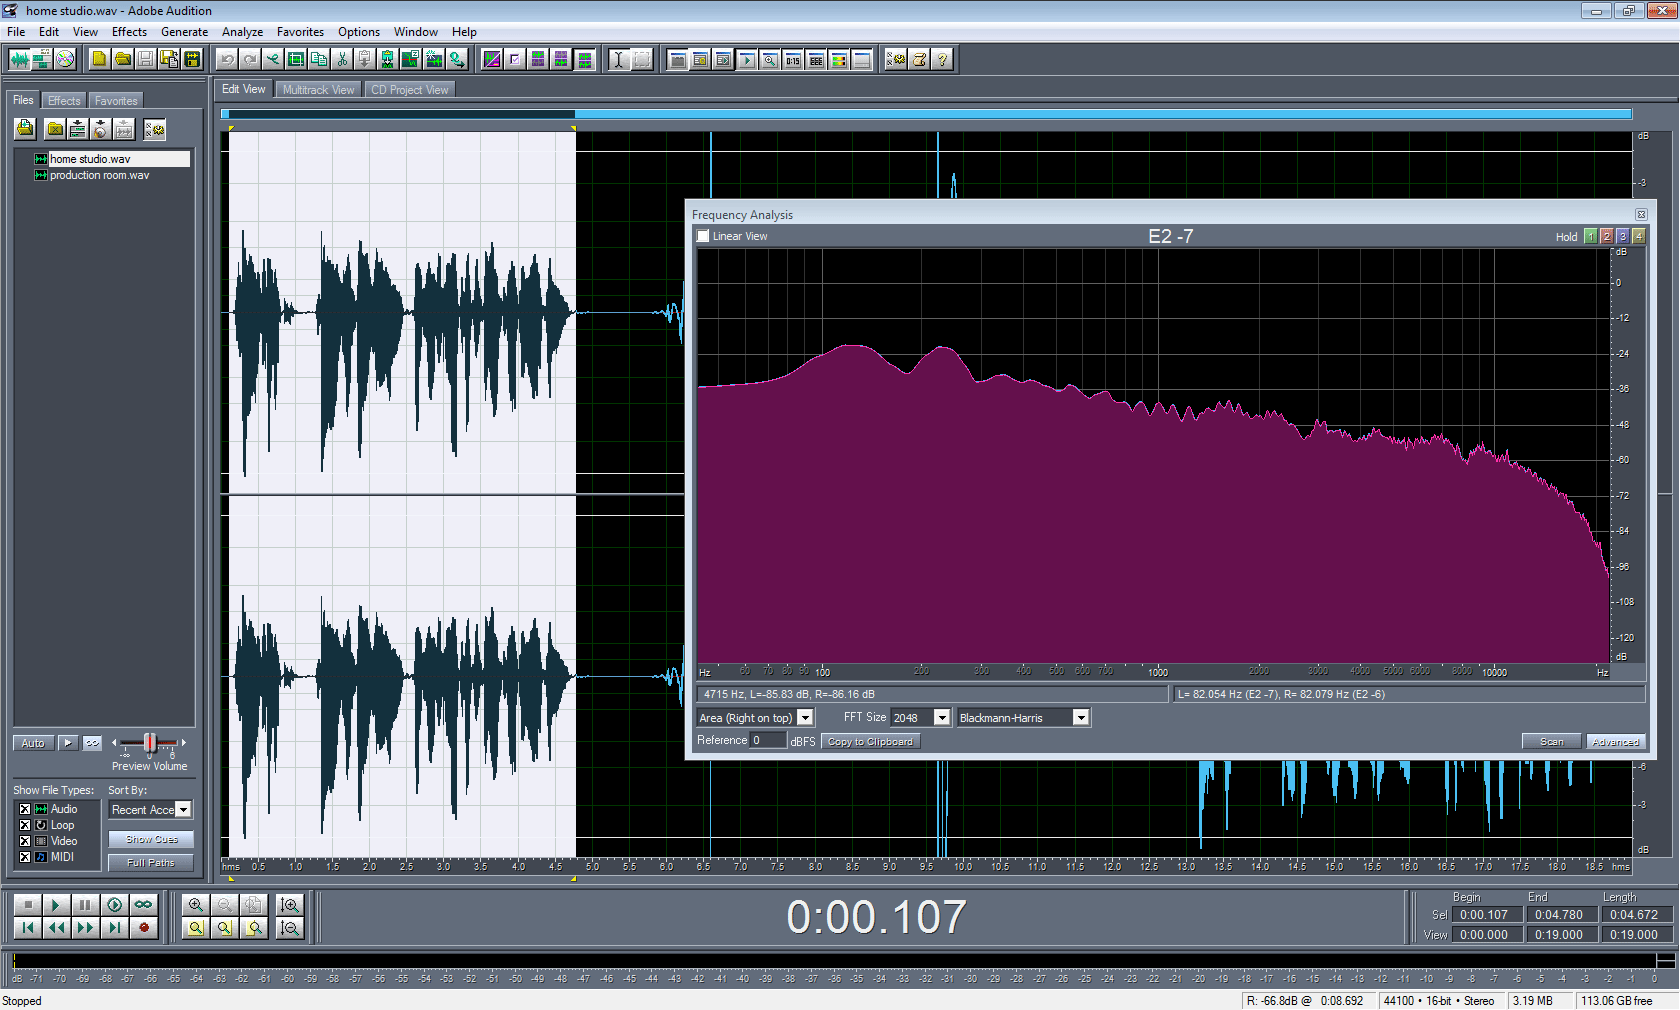 home studio.wav - Adobe Audition
File Edit View Effects Generate Analyze Favorites Options Window Help
Files Effects Favorites
Edit View Multitrack View CD Project View
home studio.wav
production room.wav
dB
-3
Frequency Analysis
Linear View
E2 -7
Hold 1 2 3 4
dB
0
-12
-24
-36
-48
-60
-72
-84
-96
-108
-120
dB
Hz 60 70 80 90 100 200 300 400 500 600 700 1000 2000 3000 4000 5000 6000 8000 10000 Hz
4715 Hz, L=-85.83 dB, R=-86.16 dB
L= 82.054 Hz (E2 -7), R= 82.079 Hz (E2 -6)
Area (Right on top) FFT Size 2048 Blackmann-Harris
Reference 0 dBFS Copy to Clipboard Scan Advanced
-6
-3
dB
Auto
-∞ 0 6
Preview Volume
Show File Types: Sort By:
Audio
Loop
Video
MIDI
Recent Acce
Show Cues
Full Paths
hms 0.5 1.0 1.5 2.0 2.5 3.0 3.5 4.0 4.5 5.0 5.5 6.0 6.5 7.0 7.5 8.0 8.5 9.0 9.5 10.0 10.5 11.0 11.5 12.0 12.5 13.0 13.5 14.0 14.5 15.0 15.5 16.0 16.5 17.0 17.5 18.0 18.5 hms
0:00.107
Begin End Length
Sel 0:00.107 0:04.780 0:04.672
View 0:00.000 0:19.000 0:19.000
dB -71 -70 -69 -68 -67 -66 -65 -64 -63 -62 -61 -60 -59 -58 -57 -56 -55 -54 -53 -52 -51 -50 -49 -48 -47 -46 -45 -44 -43 -42 -41 -40 -39 -38 -37 -36 -35 -34 -33 -32 -31 -30 -29 -28 -27 -26 -25 -24 -23 -22 -21 -20 -19 -18 -17 -16 -15 -14 -13 -12 -11 -10 -9 -8 -7 -6 -5 -4 -3 -2 -1 0
Stopped
R: -66.8dB @ 0:08.692
44100 • 16-bit • Stereo
3.19 MB
113.06 GB free